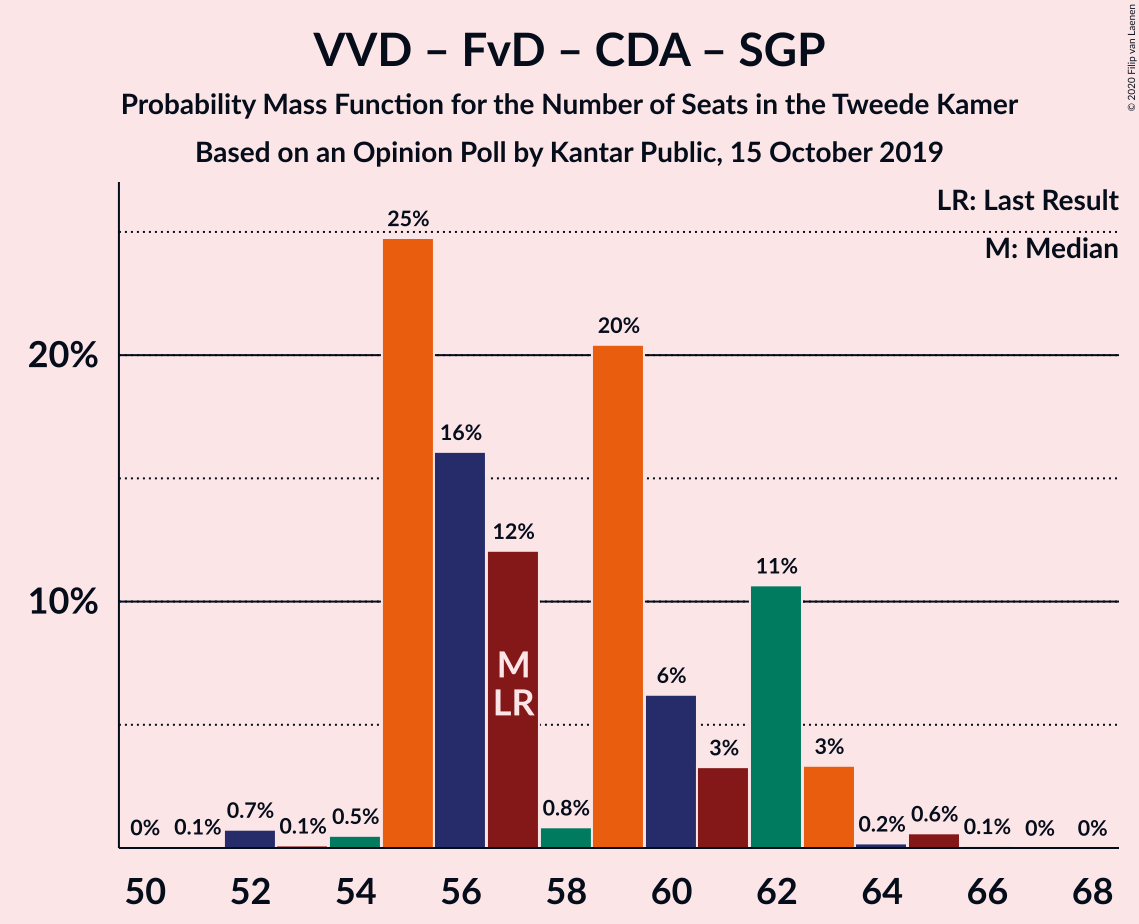 VVD – FvD – CDA – SGP
Probability Mass Function for the Number of Seats in the Tweede Kamer
Based on an Opinion Poll by Kantar Public, 15 October 2019
© 2020 Filip van Laenen
LR: Last Result
M: Median
20%
10%
0%
0.1%
0.7%
0.1%
0.5%
25%
16%
12%
0.8%
20%
6%
3%
11%
3%
0.2%
0.6%
0.1%
0%
0%
M
LR
50 52 54 56 58 60 62 64 66 68